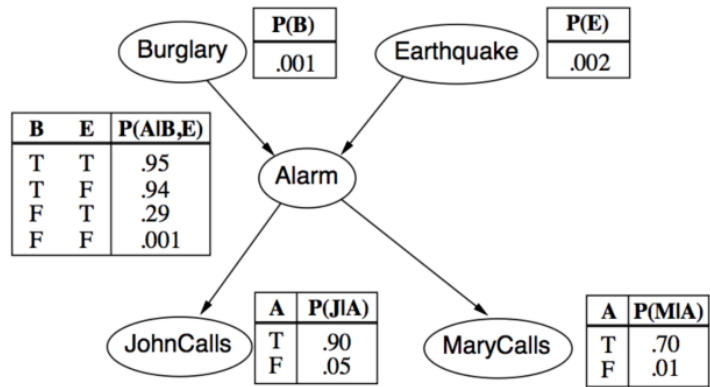 Burglary
P(B)
.001
Earthquake
P(E)
.002
B E P(A|B,E)
T T .95
T F .94
F T .29
F F .001
Alarm
JohnCalls
A P(J|A)
T .90
F .05
MaryCalls
A P(M|A)
T .70
F .01